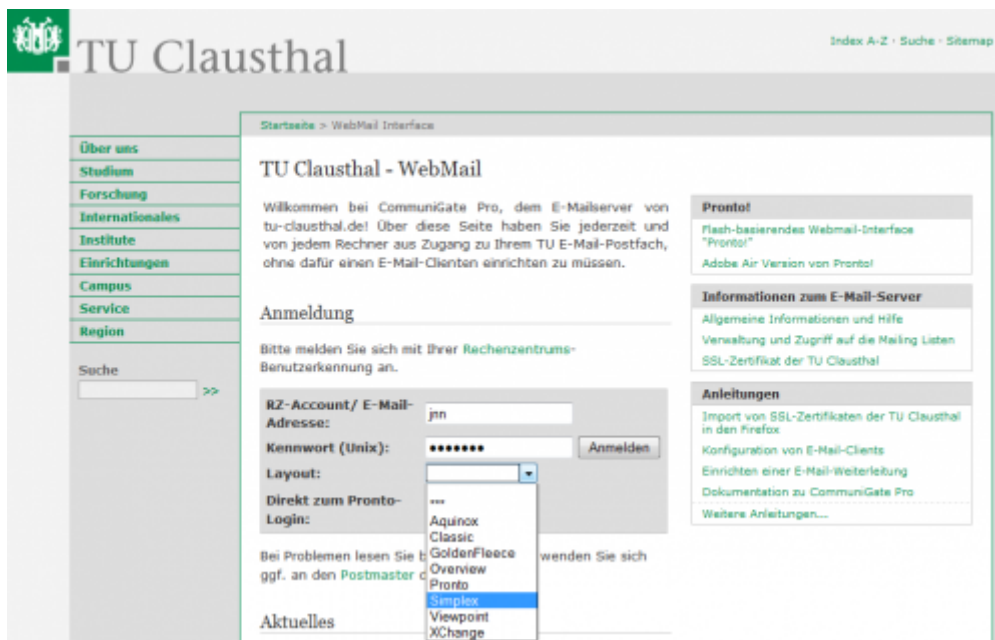 TU Clausthal
Index A-Z · Suche · Sitemap
Startseite > WebMail Interface
Über uns
Studium
Forschung
Internationales
Institute
Einrichtungen
Campus
Service
Region
Suche
>>
TU Clausthal - WebMail
Willkommen bei CommuniGate Pro, dem E-Mailserver von
tu-clausthal.de! Über diese Seite haben Sie jederzeit und
von jedem Rechner aus Zugang zu Ihrem TU E-Mail-Postfach,
ohne dafür einen E-Mail-Clienten einrichten zu müssen.
Anmeldung
Bitte melden Sie sich mit Ihrer Rechenzentrums-
Benutzerkennung an.
RZ-Account/ E-Mail-
Adresse:
jnn
Kennwort (Unix):
•••••••
Anmelden
Layout:
Direkt zum Pronto-
Login:
---
Aquinox
Classic
GoldenFleece
Overview
Pronto
Simplex
Viewpoint
XChange
Bei Problemen lesen Sie wenden Sie sich
ggf. an den Postmaster
Aktuelles
Pronto!
Flash-basierendes Webmail-Interface
"Pronto!"
Adobe Air Version von Pronto!
Informationen zum E-Mail-Server
Allgemeine Informationen und Hilfe
Verwaltung und Zugriff auf die Mailing Listen
SSL-Zertifikat der TU Clausthal
Anleitungen
Import von SSL-Zertifikaten der TU Clausthal
in den Firefox
Konfiguration von E-Mail-Clients
Einrichten einer E-Mail-Weiterleitung
Dokumentation zu CommuniGate Pro
Weitere Anleitungen....